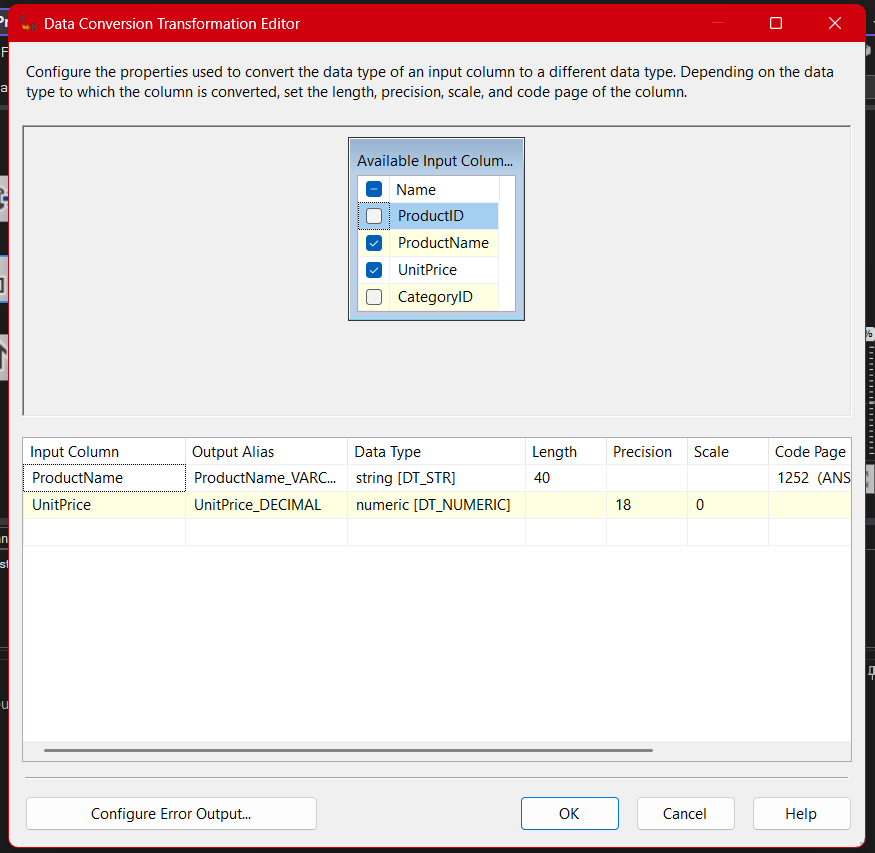 Data Conversion Transformation Editor
Configure the properties used to convert the data type of an input column to a different data type. Depending on the data
type to which the column is converted, set the length, precision, scale, and code page of the column.
Available Input Colum...
Name
ProductID
ProductName
UnitPrice
CategoryID
Input Column Output Alias Data Type Length Precision Scale Code Page
ProductName ProductName_VARC... string [DT_STR] 40 1252 (ANS
UnitPrice UnitPrice_DECIMAL numeric [DT_NUMERIC] 18 0
Configure Error Output... OK Cancel Help